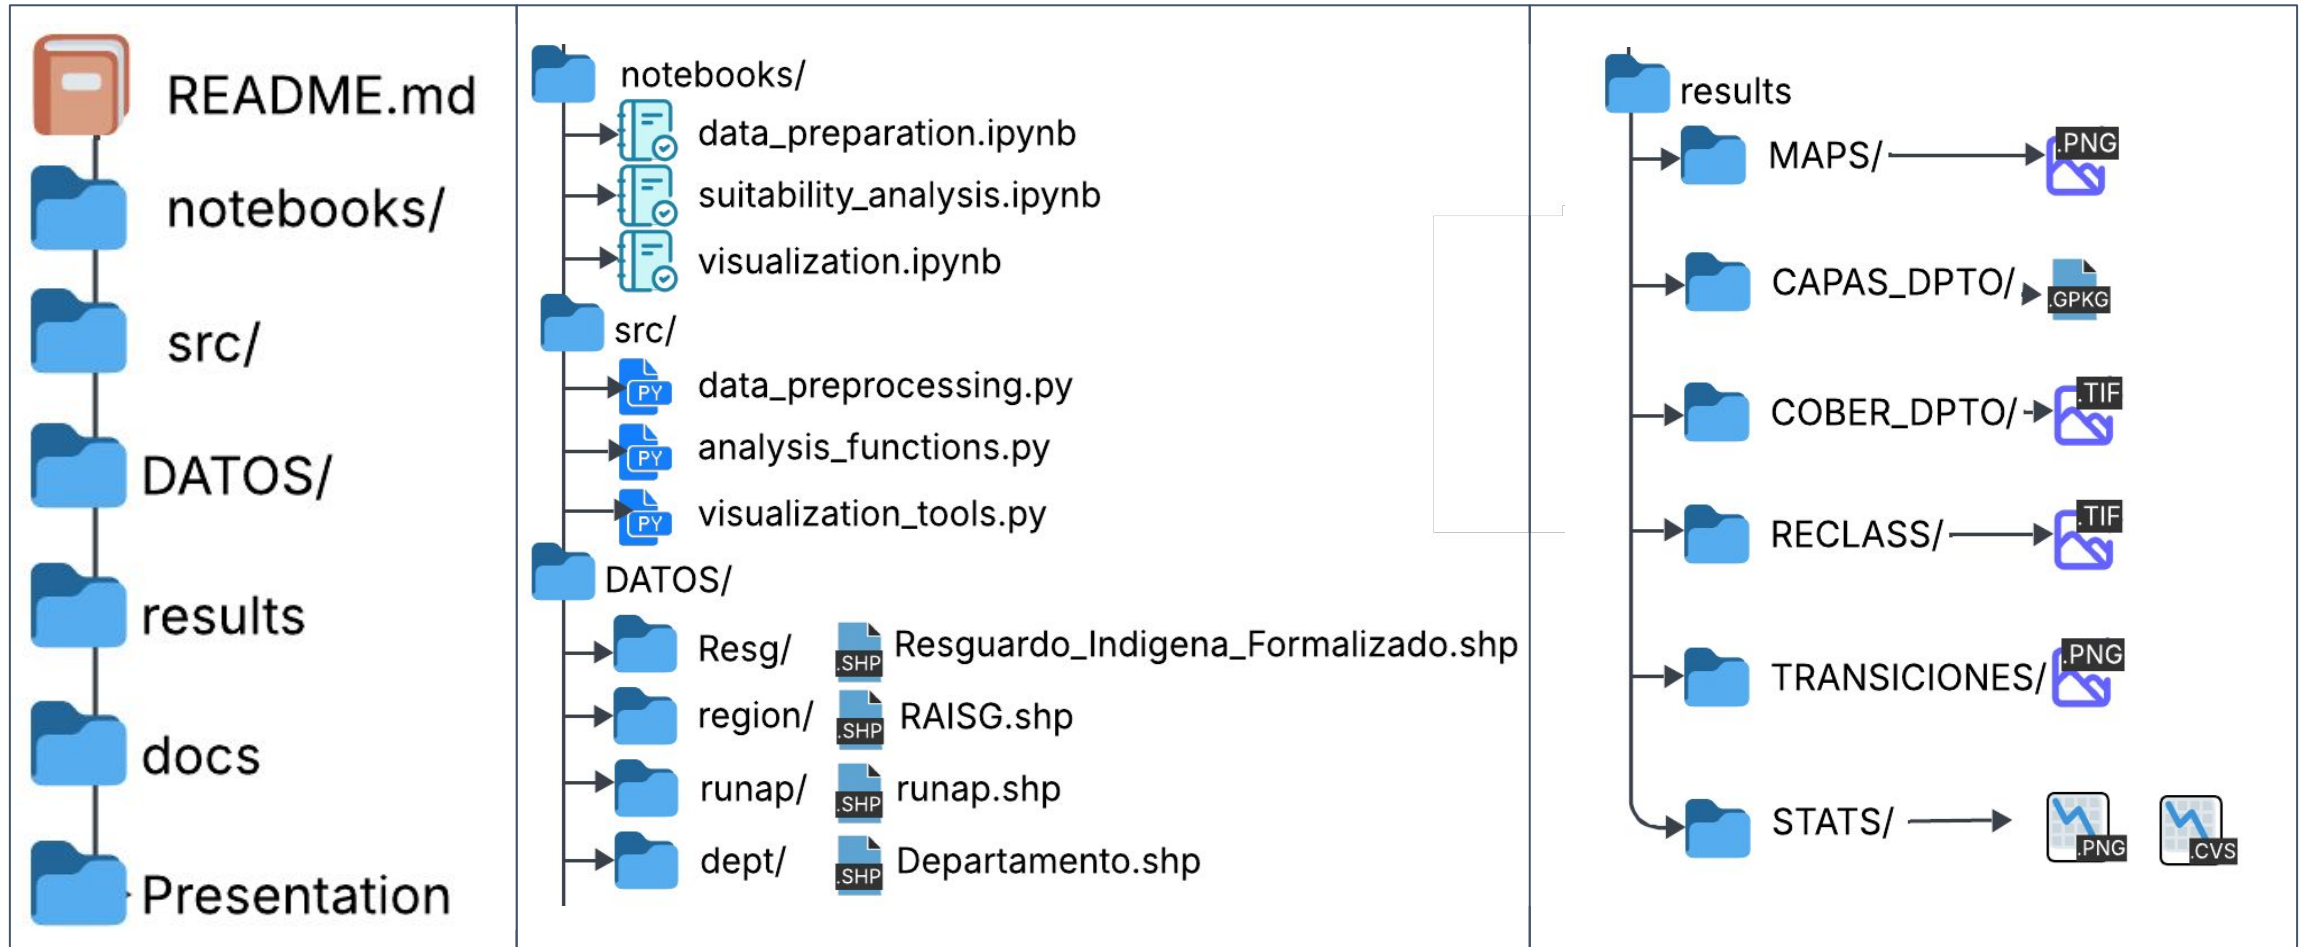 README.md
notebooks/
src/
DATOS/
results
docs
Presentation
notebooks/
data_preparation.ipynb
suitability_analysis.ipynb
visualization.ipynb
src/
PY data_preprocessing.py
PY analysis_functions.py
PY visualization_tools.py
DATOS/
Resg/ .SHP Resguardo_Indigena_Formalizado.shp
region/ .SHP RAISG.shp
runap/ .SHP runap.shp
dept/ .SHP Departamento.shp
results
MAPS/ .PNG
CAPAS_DPTO/ .GPKG
COBER_DPTO/ .TIF
RECLASS/ .TIF
TRANSICIONES/ .PNG
STATS/ .PNG .CVS